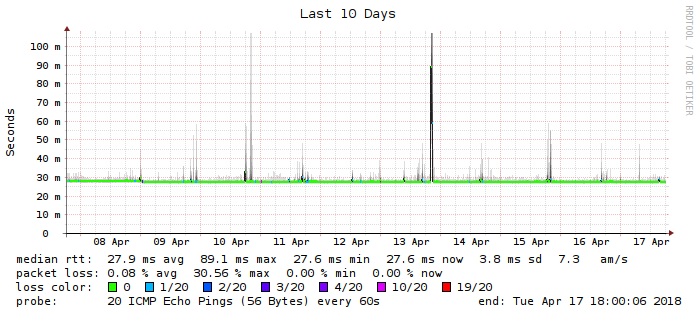 Last 10 Days
RRDTOOL / TOBI OETIKER
Seconds
100 m
90 m
80 m
70 m
60 m
50 m
40 m
30 m
20 m
10 m
0
08 Apr 09 Apr 10 Apr 11 Apr 12 Apr 13 Apr 14 Apr 15 Apr 16 Apr 17 Apr
median rtt: 27.9 ms avg 89.1 ms max 27.6 ms min 27.6 ms now 3.8 ms sd 7.3 am/s
packet loss: 0.08 % avg 30.56 % max 0.00 % min 0.00 % now
loss color: 0 1/20 2/20 3/20 4/20 10/20 19/20
probe: 20 ICMP Echo Pings (56 Bytes) every 60s end: Tue Apr 17 18:00:06 2018